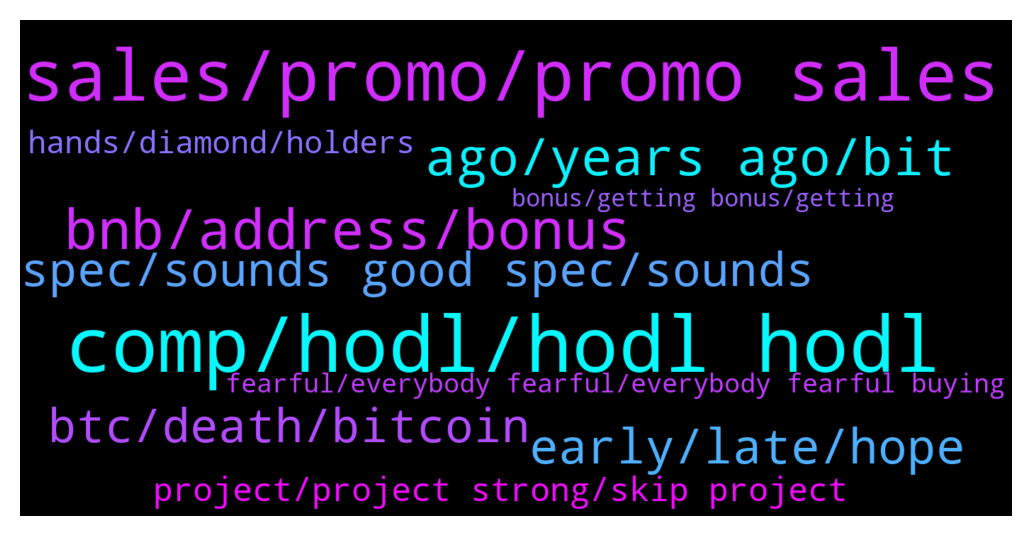 sales/promo/promo sales
hands/diamond/holders
ago/years ago/bit
bonus/getting bonus/getting
bnb/address/bonus
spec/sounds good spec/sounds
comp/hodl/hodl hodl
fearful/everybody fearful/everybody fearful buying
btc/death/bitcoin
early/late/hope
project/project strong/skip project